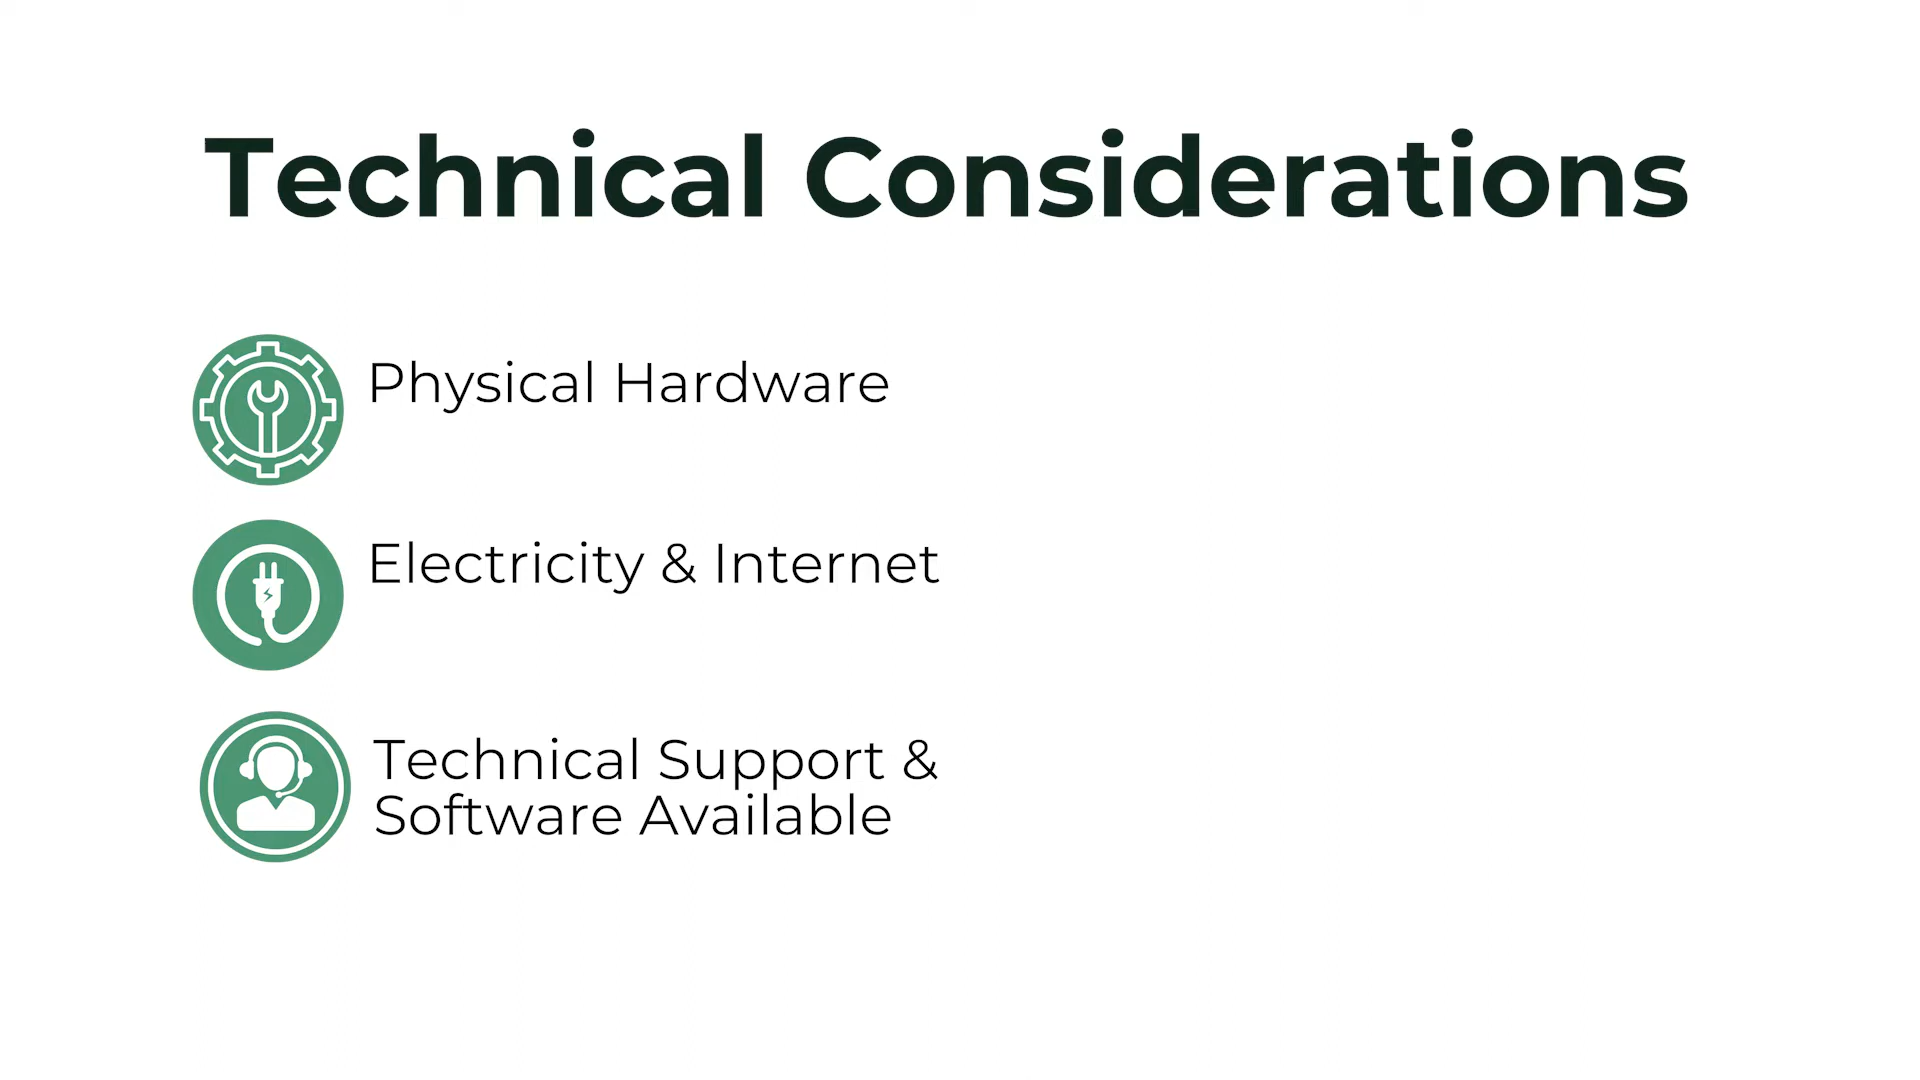 Technical Considerations
Physical Hardware
Electricity & Internet
Technical Support &
Software Available